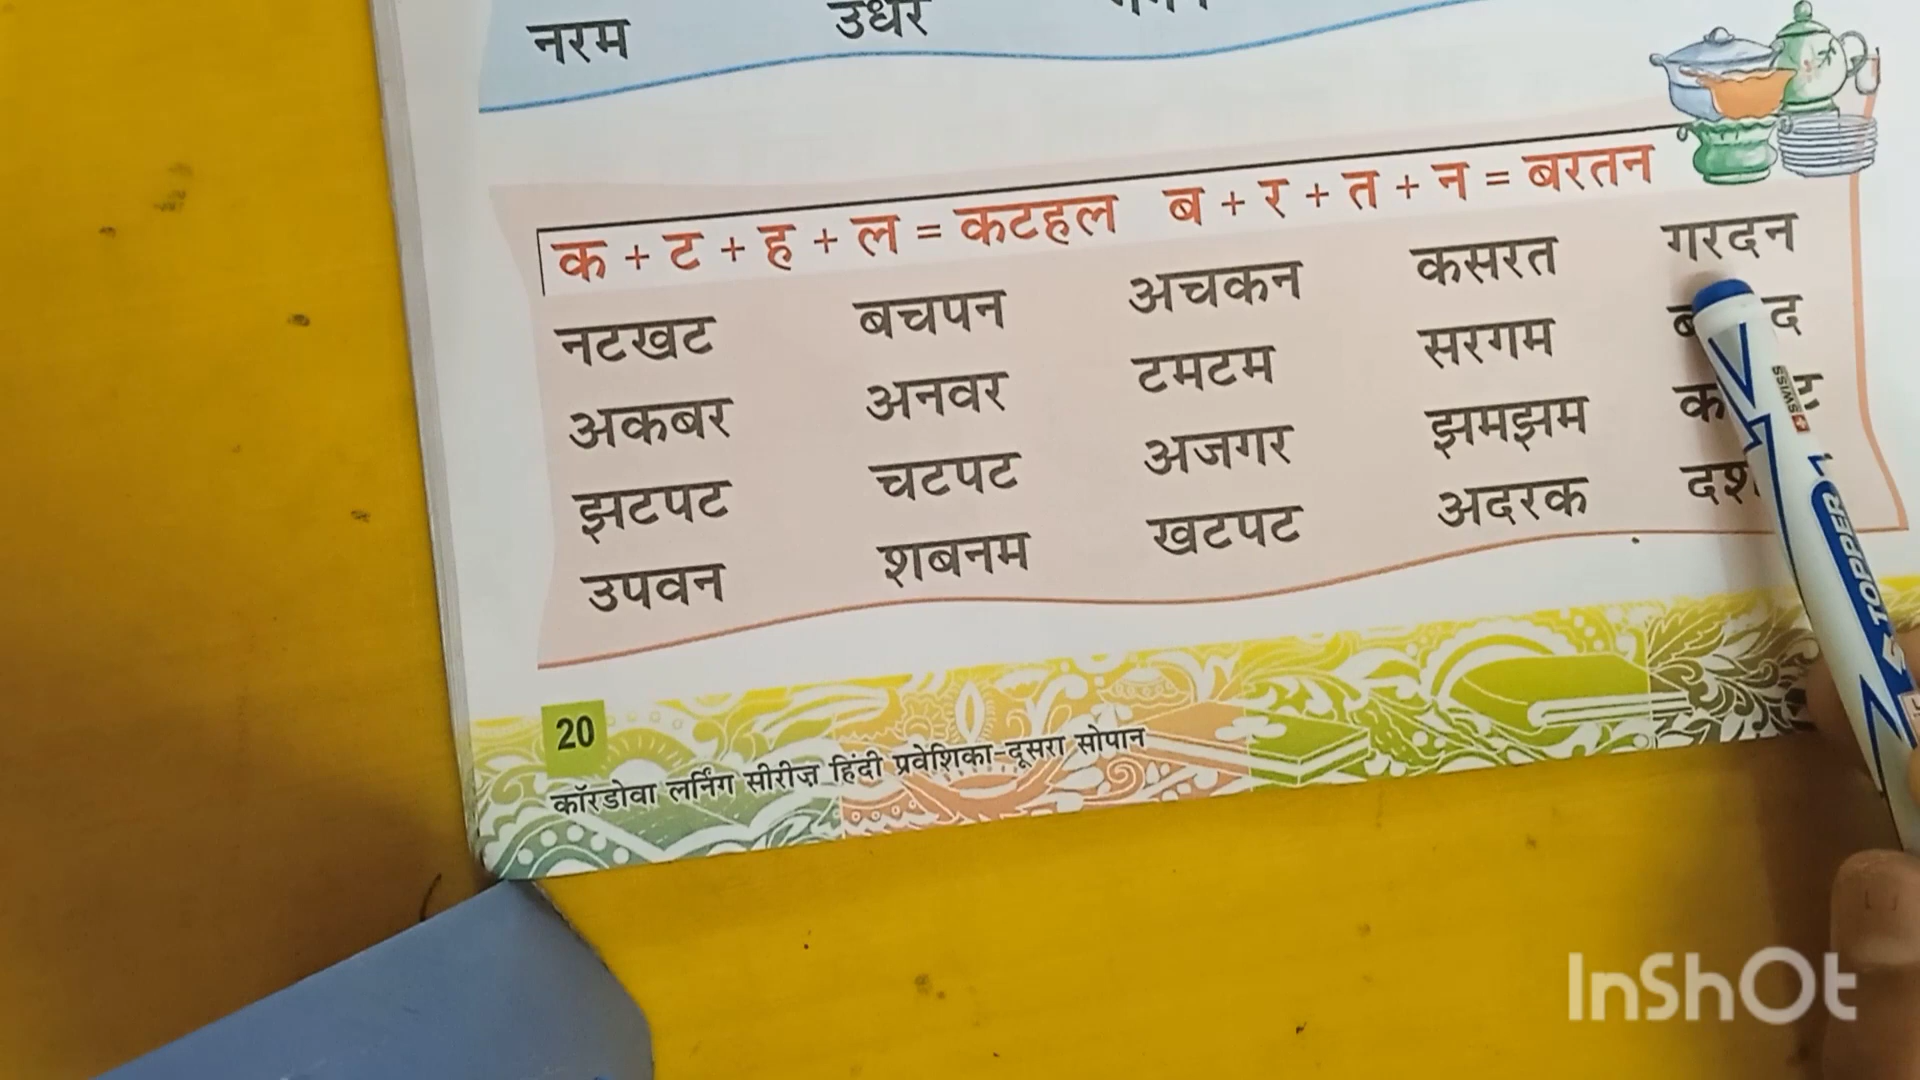 नरम उधर
क + ट + ह + ल = कटहल ब + र + त + न = बरतन
नटखट बचपन अचकन कसरत गरदन
अकबर अनवर टमटम सरगम
झटपट चटपट अजगर झमझम
उपवन शबनम खटपट अदरक
20
कॉरडोवा लर्निंग सीरीज़ हिंदी प्रवेशिका-दूसरा सोपान
SWISS
TOPPER 1
InShOt